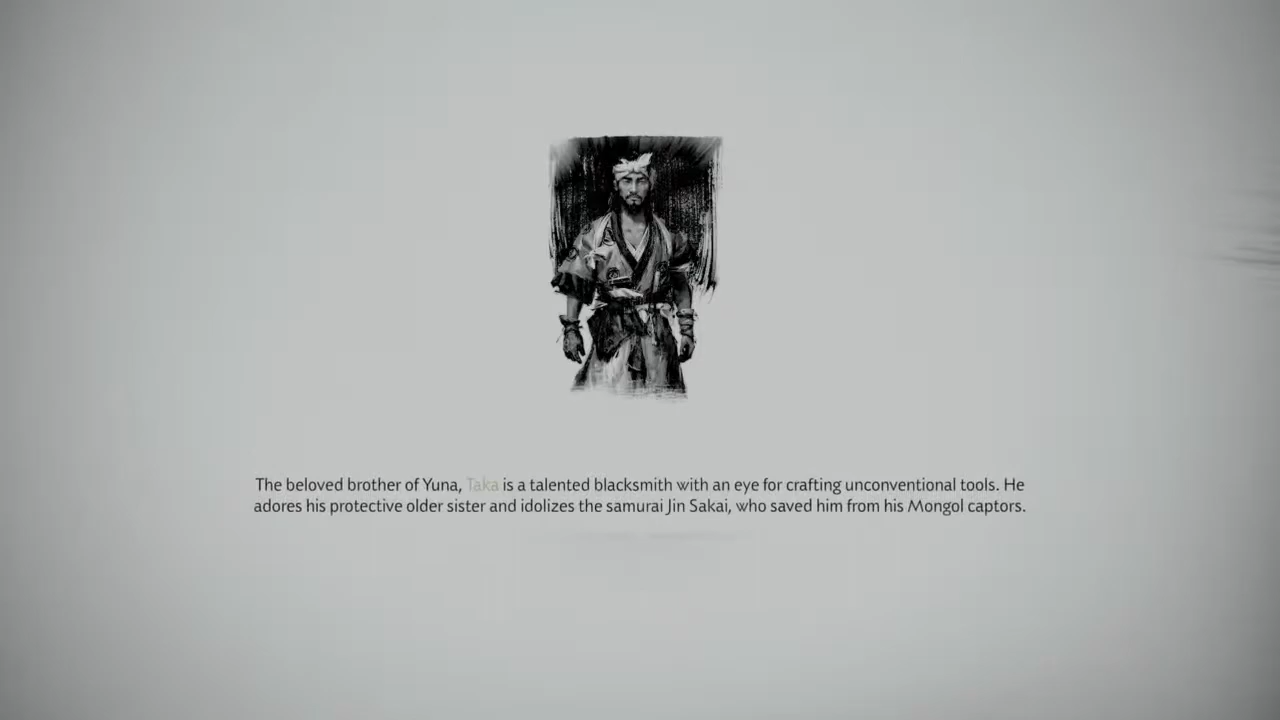 The beloved brother of Yuna, Taka is a talented blacksmith with an eye for crafting unconventional tools. He
adores his protective older sister and idolizes the samurai Jin Sakai, who saved him from his Mongol captors.